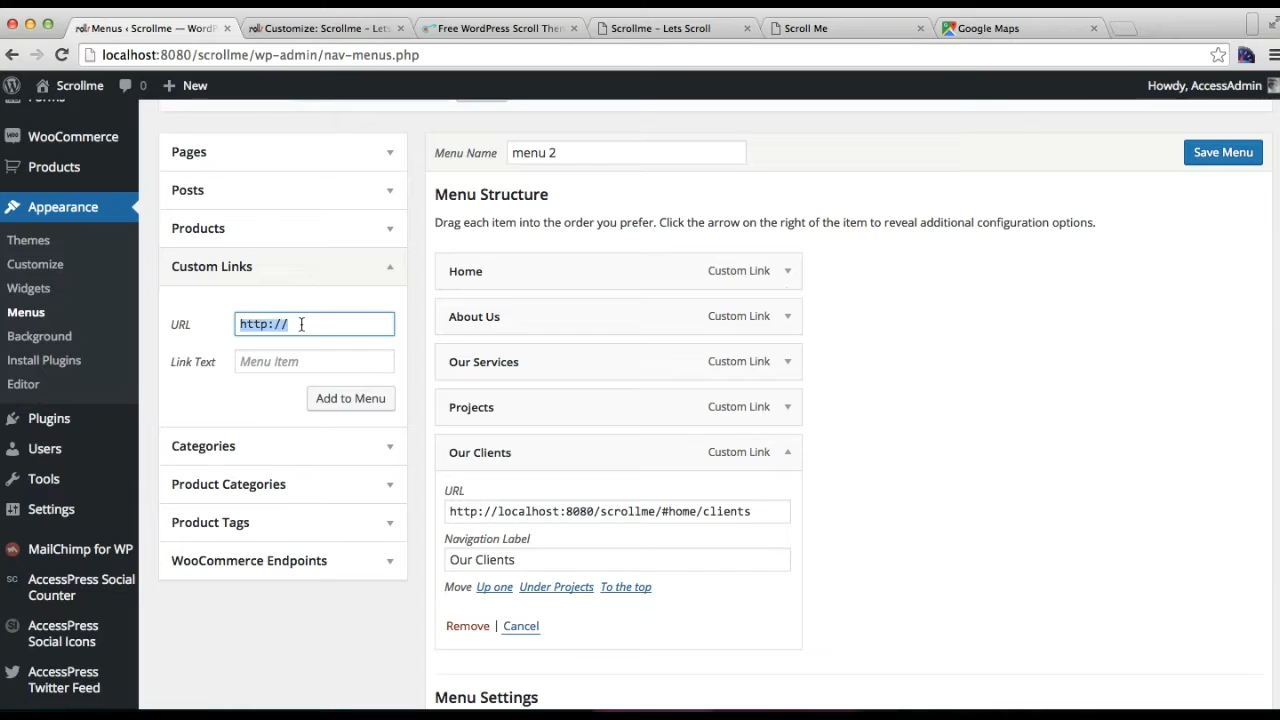 Menus ‹ Scrollme — WordP
Customize: Scrollme - Lets
Free WordPress Scroll Them
Scrollme – Lets Scroll
Scroll Me
Google Maps
localhost:8080/scrollme/wp-admin/nav-menus.php
Scrollme
0
New
Howdy, AccessAdmin
Forms
WooCommerce
Products
Appearance
Themes
Customize
Widgets
Menus
Background
Install Plugins
Editor
Plugins
Users
Tools
Settings
MailChimp for WP
AccessPress Social
Counter
AccessPress
Social Icons
AccessPress
Twitter Feed
Pages
Posts
Products
Custom Links
URL
http://
Link Text
Menu Item
Add to Menu
Categories
Product Categories
Product Tags
WooCommerce Endpoints
Menu Name
menu 2
Save Menu
Menu Structure
Drag each item into the order you prefer. Click the arrow on the right of the item to reveal additional configuration options.
Home Custom Link
About Us Custom Link
Our Services Custom Link
Projects Custom Link
Our Clients Custom Link
URL
http://localhost:8080/scrollme/#home/clients
Navigation Label
Our Clients
Move Up one Under Projects To the top
Remove | Cancel
Menu Settings